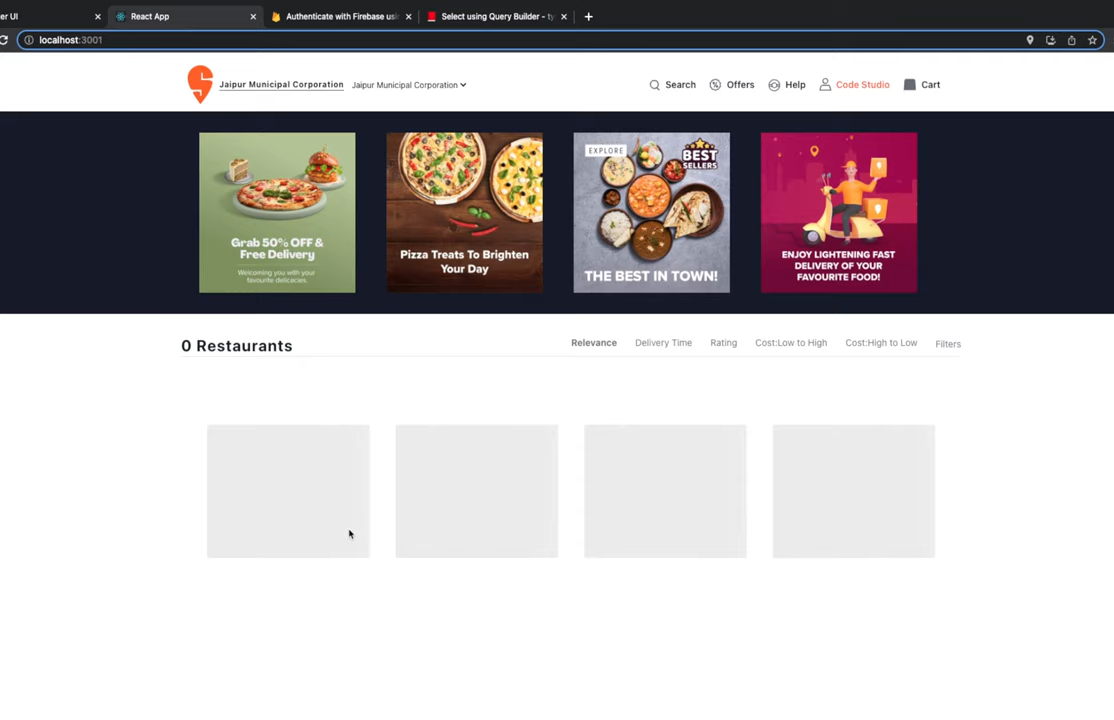 er UI
React App
Authenticate with Firebase usi
Select using Query Builder - ty
localhost:3001
Jaipur Municipal Corporation
Jaipur Municipal Corporation
Search
Offers
Help
Code Studio
Cart
Grab 50% OFF &
Free Delivery
Welcoming you with your
favourite delicacies.
Pizza Treats To Brighten
Your Day
EXPLORE
BEST
SELLERS
THE BEST IN TOWN!
ENJOY LIGHTENING FAST
DELIVERY OF YOUR
FAVOURITE FOOD!
0 Restaurants
Relevance
Delivery Time
Rating
Cost:Low to High
Cost:High to Low
Filters